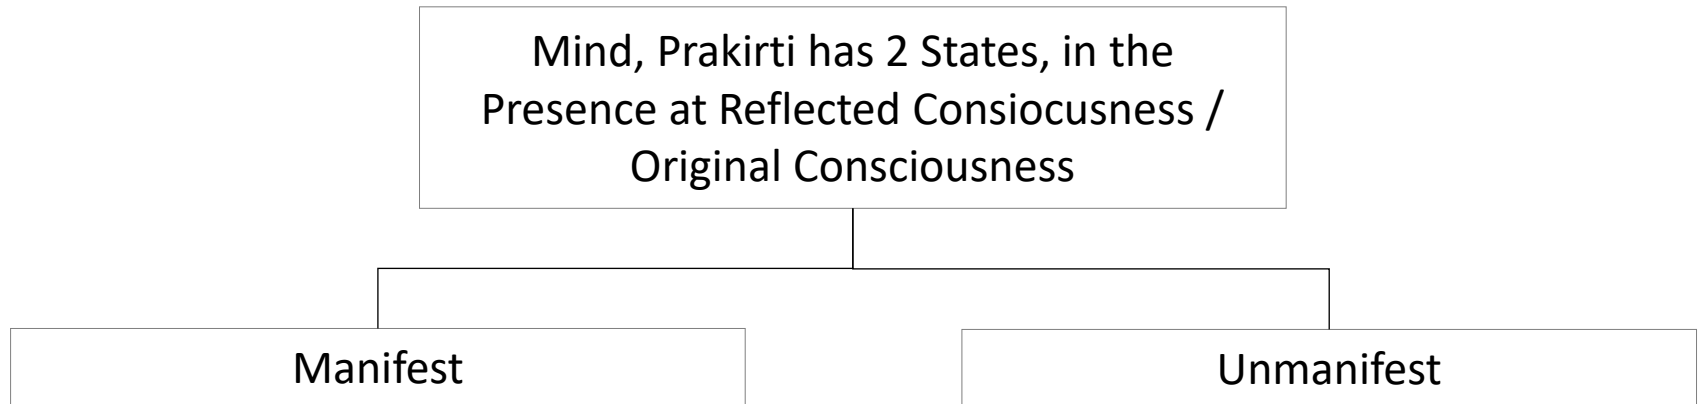 Mind, Prakirti has 2 States, in the
Presence at Reflected Consiocusness /
Original Consciousness
Manifest
Unmanifest